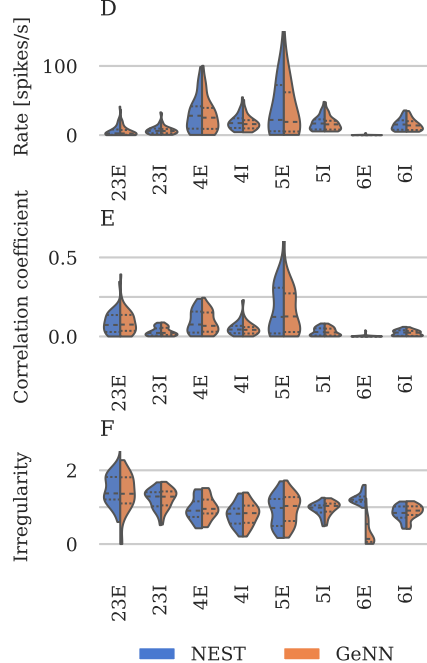 D
Rate [spikes/s]
100
0
23E 23I 4E 4I 5E 5I 6E 6I
E
Correlation coefficient
0.5
0.0
23E 23I 4E 4I 5E 5I 6E 6I
F
Irregularity
2
0
23E 23I 4E 4I 5E 5I 6E 6I
NEST GeNN